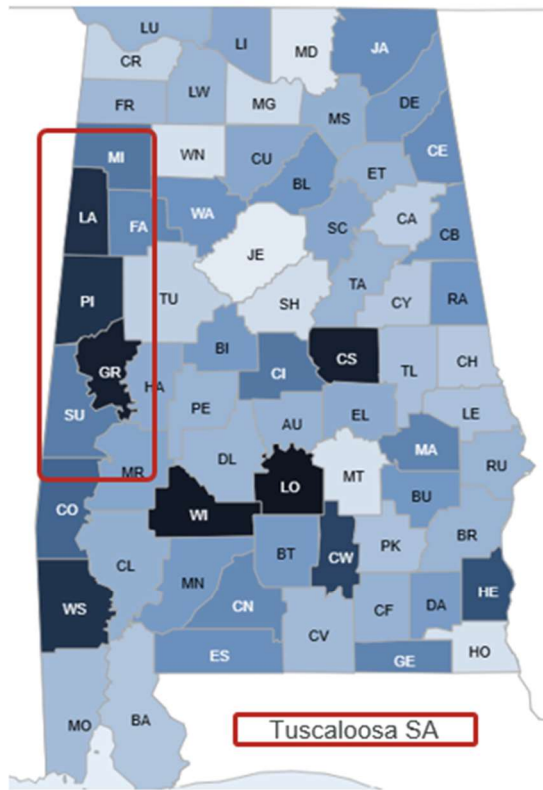 LU
LI
MD
JA
CR
FR
LW
MG
MS
DE
MI
WN
CU
BL
ET
CE
LA
FA
WA
SC
CA
CB
JE
PI
TU
SH
TA
CY
RA
GR
HA
BI
CI
CS
TL
CH
SU
PE
AU
EL
LE
MR
DL
LO
MT
MA
RU
CO
WI
BU
CL
BT
CW
PK
BR
WS
MN
CN
CV
CF
DA
HE
ES
GE
HO
MO
BA
Tuscaloosa SA